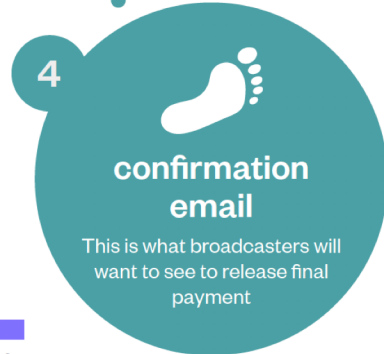 4
confirmation
email
This is what broadcasters will
want to see to release final
payment